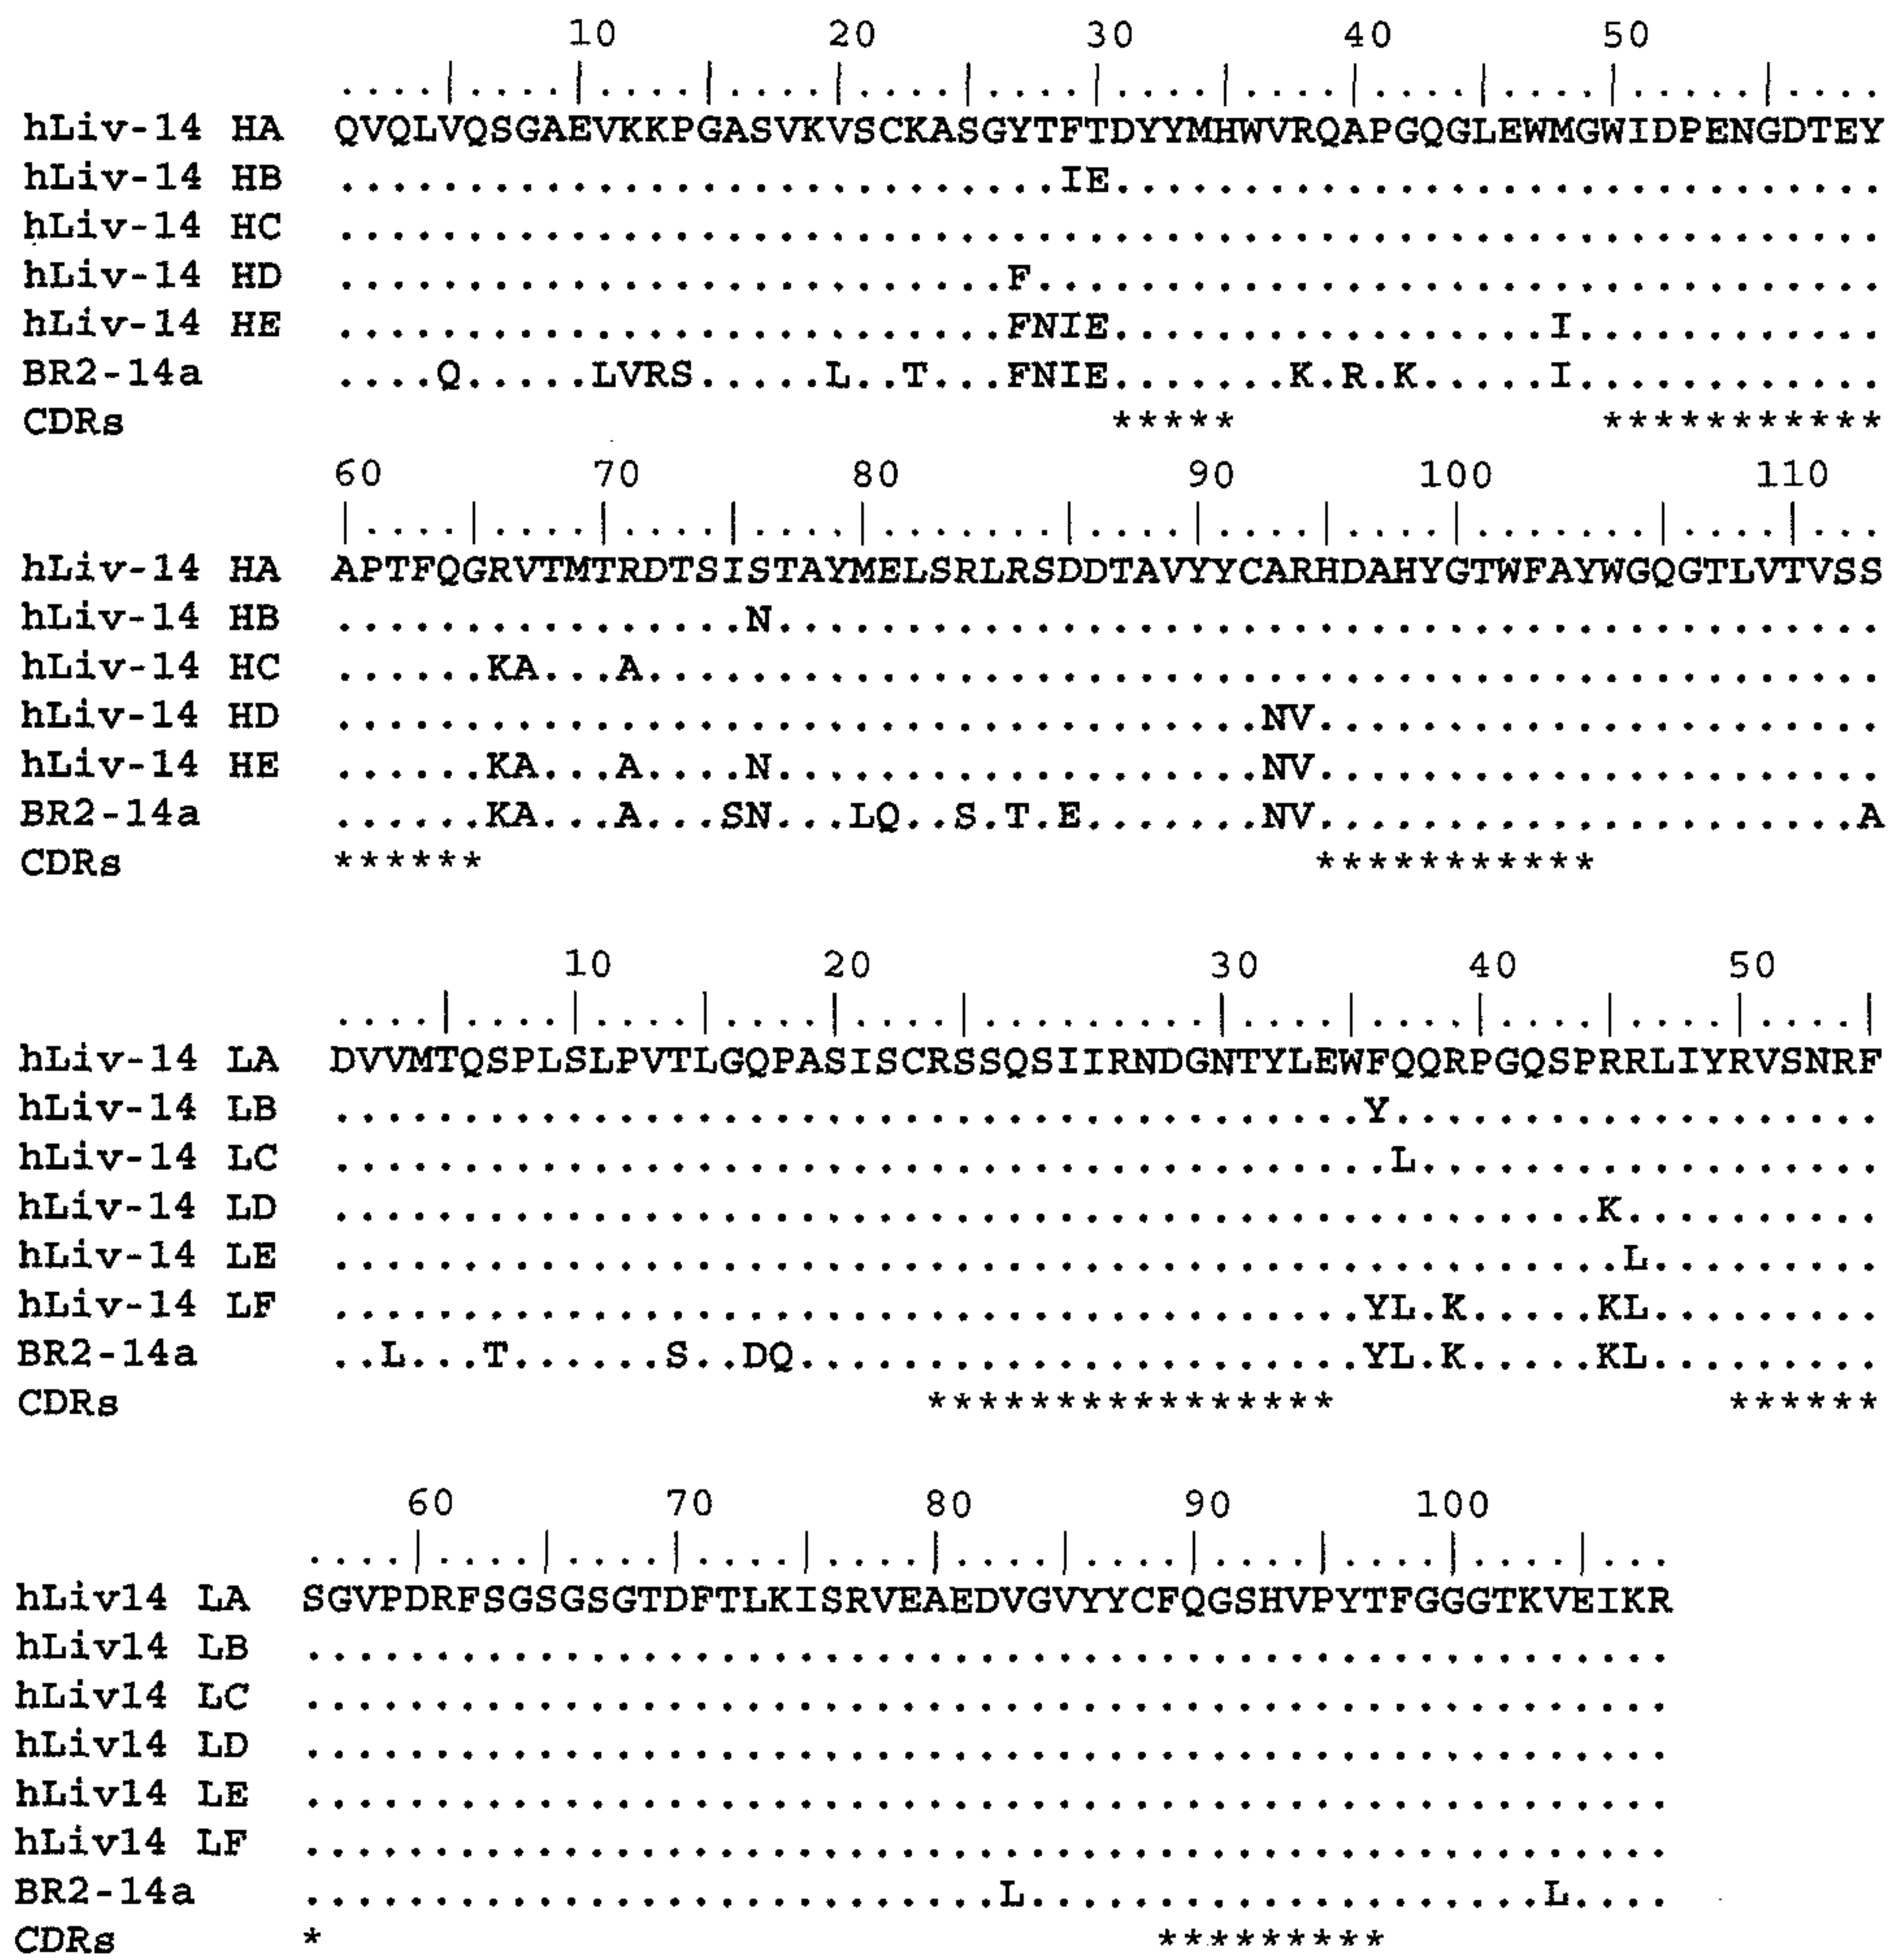 10 20 30 40 50
....|....|....|....|....|....|....|....|....|....|.....|....
hLiv-14 HA QVQLVQSGAEVKKPGASVKVSCKASGYTFTDYYMHWVRQAPGQGLEWMGWIDPENGDTEY
hLiv-14 HB ............................IE..............................
hLiv-14 HC ............................................................
hLiv-14 HD ..........................F.................................
hLiv-14 HE ..........................FNIE.................I............
BR2-14a ....Q.....LVRS.....L..T...FNIE.......K.R.K.....I............
CDRs ***** ***********
60 70 80 90 100 110
|....|....|....|....|.......|....|....|....|.......|....|...
hLiv-14 HA APTFQGRVTMTRDTSISTAYMELSRLRSDDTAVYYCARHDAHYGTWFAYWGQGTLVTVSS
hLiv-14 HB ................N...........................................
hLiv-14 HC ......KA...A................................................
hLiv-14 HD ....................................NV......................
hLiv-14 HE ......KA...A....N...................NV......................
BR2-14a ......KA...A...SN...LQ..S.T.E.......NV.....................A
CDRs ****** ***********
10 20 30 40 50
....|....|....|....|....|.........|....|....|....|....|....|
hLiv-14 LA DVVMTQSPLSLPVTLGQPASISCRSSQSIIRNDGNTYLEWFQQRPGQSPRRLIYRVSNRF
hLiv-14 LB ........................................Y...................
hLiv-14 LC .........................................L..................
hLiv-14 LD .................................................K..........
hLiv-14 LE ..................................................L.........
hLiv-14 LF ........................................YL.K.....KL.........
BR2-14a ..L...T......S..DQ......................YL.K.....KL.........
CDRs **************** ******
60 70 80 90 100
....|....|....|....|....|....|....|....|....|....|...
hLiv14 LA SGVPDRFSGSGSGTDFTLKISRVEAEDVGVYYCFQGSHVPYTFGGGTKVEIKR
hLiv14 LB .....................................................
hLiv14 LC .....................................................
hLiv14 LD .....................................................
hLiv14 LE .....................................................
hLiv14 LF .....................................................
BR2-14a ...........................L....................L....
CDRs * *********